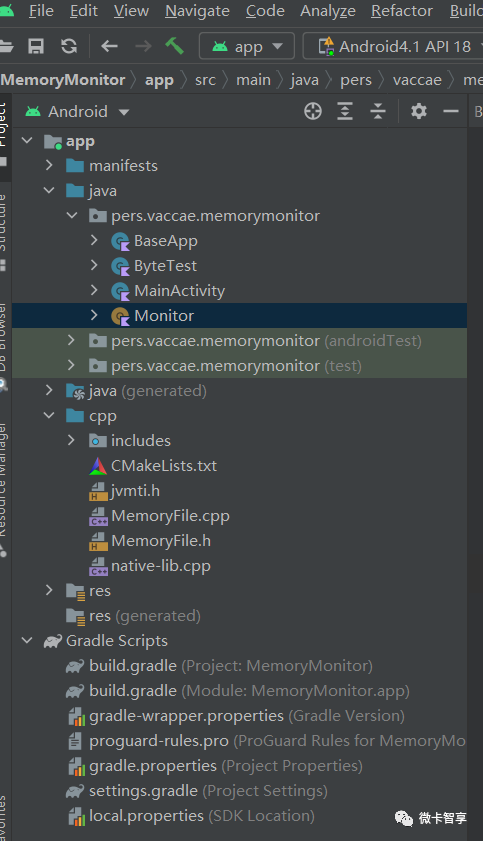 File Edit View Navigate Code Analyze Refactor Build
app Android4.1 API 18
MemoryMonitor app src main java pers vaccae me
Android
Project
app
manifests
java
Structure
pers.vaccae.memorymonitor
BaseApp
ByteTest
MainActivity
Monitor
DB Browser
pers.vaccae.memorymonitor (androidTest)
pers.vaccae.memorymonitor (test)
java (generated)
cpp
Resource Manager
includes
CMakeLists.txt
jvmti.h
MemoryFile.cpp
MemoryFile.h
native-lib.cpp
res
res (generated)
Gradle Scripts
build.gradle (Project: MemoryMonitor)
build.gradle (Module: MemoryMonitor.app)
gradle-wrapper.properties (Gradle Version)
proguard-rules.pro (ProGuard Rules for MemoryMo
gradle.properties (Project Properties)
settings.gradle (Project Settings)
local.properties (SDK Location)
avorites
微卡智享